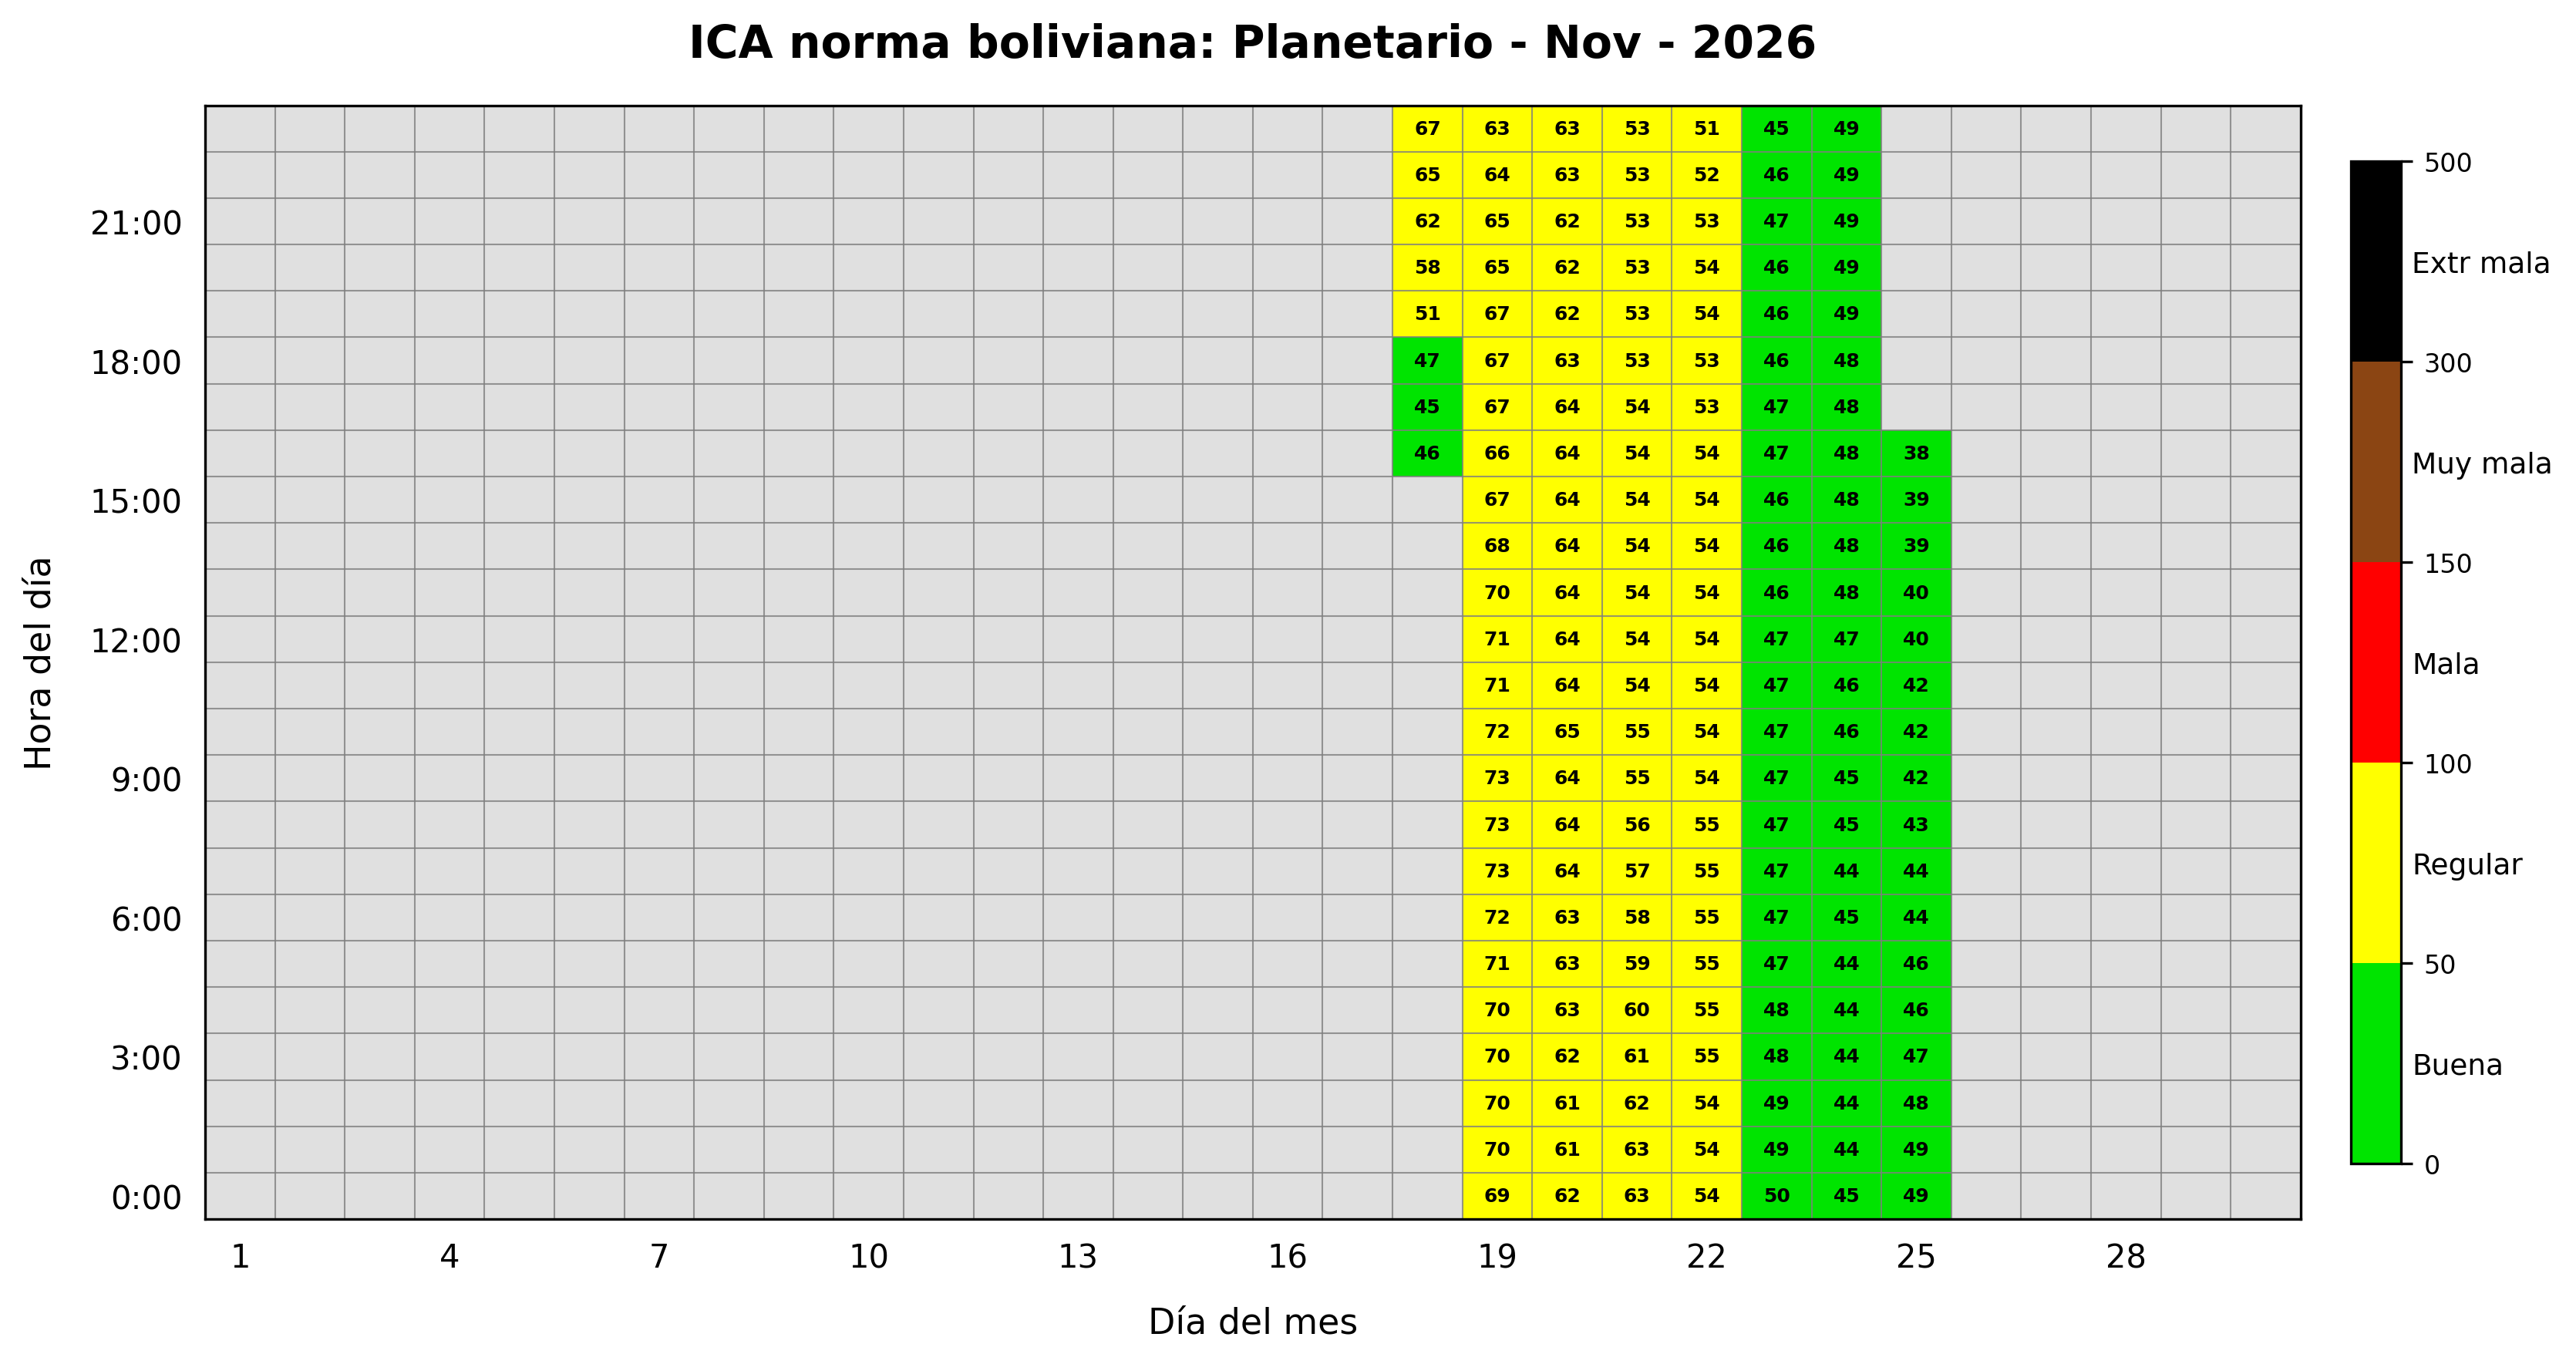 ICA norma boliviana: Planetario - Nov - 2026
67 63 63 53 51 45 49
65 64 63 53 52 46 49
21:00 62 65 62 53 53 47 49
58 65 62 53 54 46 49
51 67 62 53 54 46 49
18:00 47 67 63 53 53 46 48
45 67 64 54 53 47 48
46 66 64 54 54 47 48 38
15:00 67 64 54 54 46 48 39
68 64 54 54 46 48 39
70 64 54 54 46 48 40
12:00 71 64 54 54 47 47 40
71 64 54 54 47 46 42
72 65 55 54 47 46 42
9:00 73 64 55 54 47 45 42
73 64 56 55 47 45 43
73 64 57 55 47 44 44
6:00 72 63 58 55 47 45 44
71 63 59 55 47 44 46
70 63 60 55 48 44 46
3:00 70 62 61 55 48 44 47
70 61 62 54 49 44 48
70 61 63 54 49 44 49
0:00 69 62 63 54 50 45 49
1 4 7 10 13 16 19 22 25 28
Día del mes
Hora del día
500
Extr mala
300
Muy mala
150
Mala
100
Regular
50
Buena
0